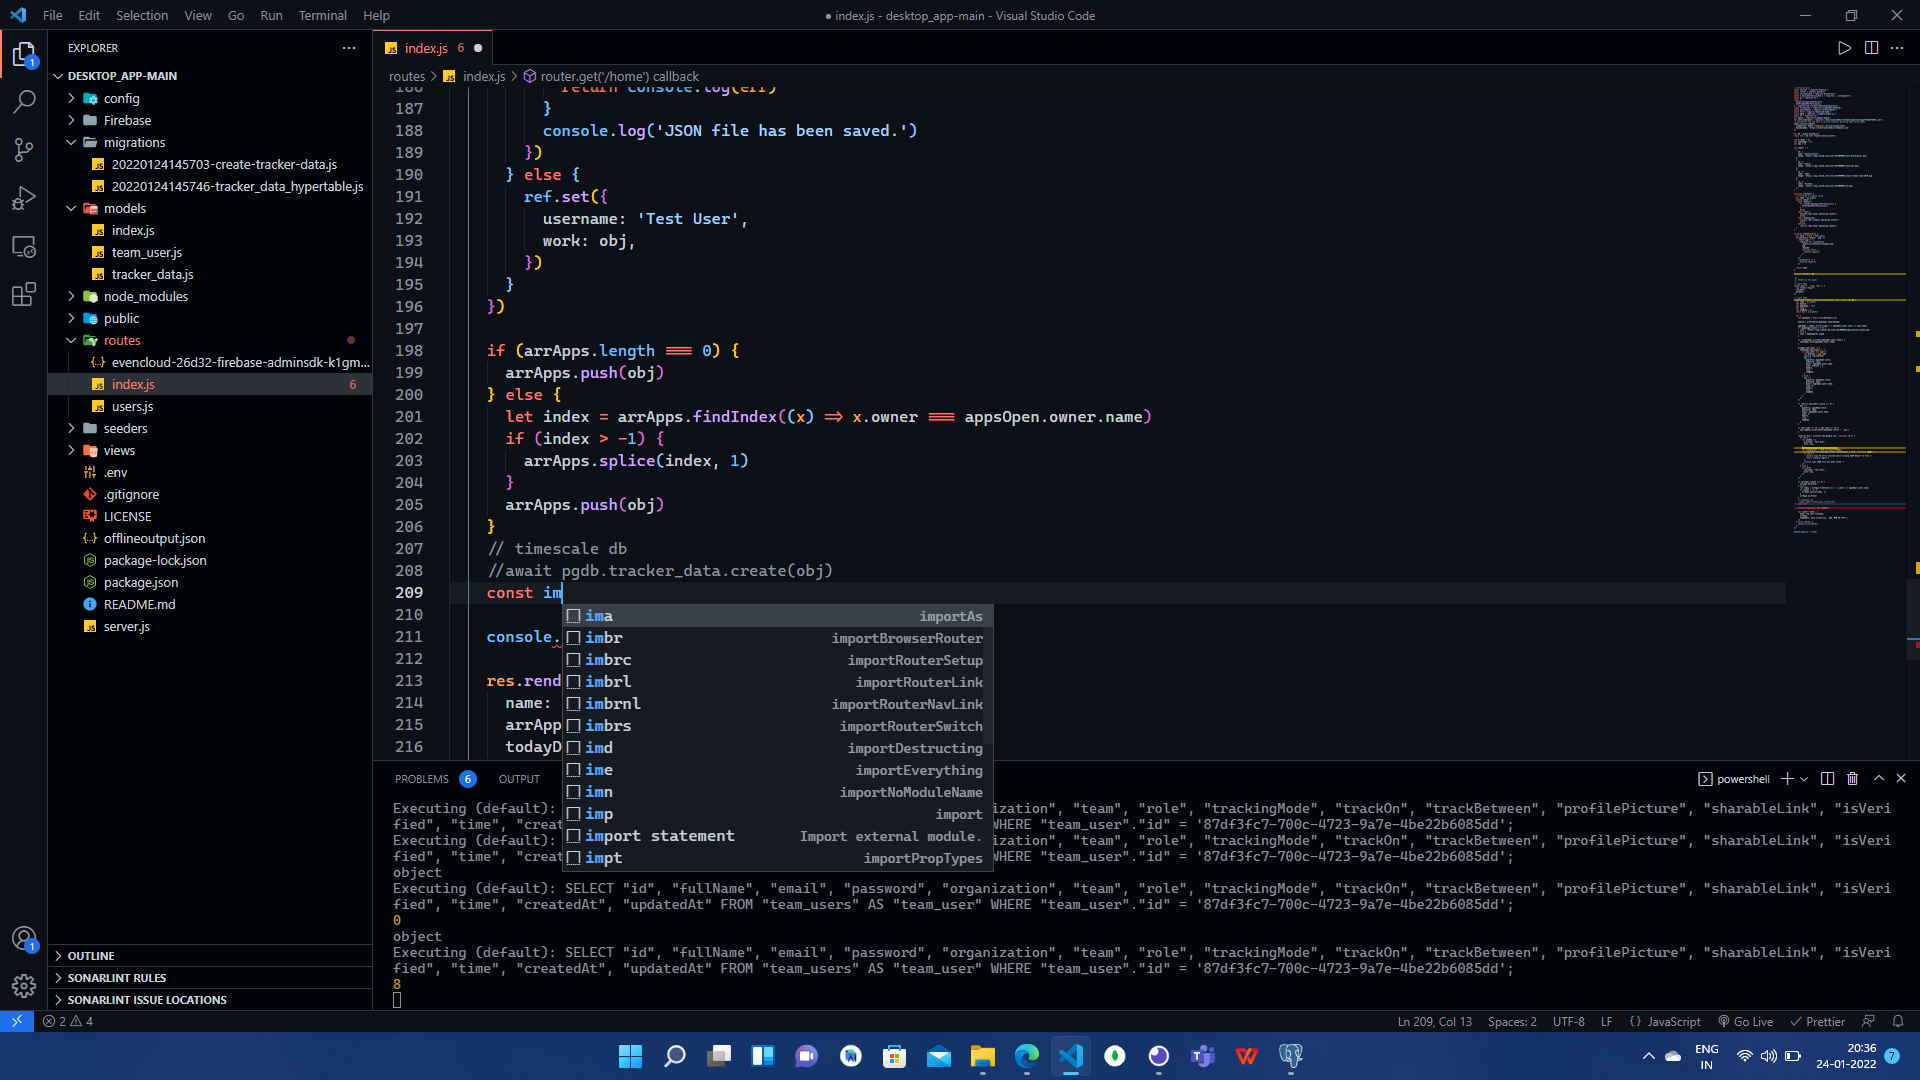 File Edit Selection View Go Run Terminal Help
● index.js - desktop_app-main - Visual Studio Code
EXPLORER
DESKTOP_APP-MAIN
config
Firebase
migrations
20220124145703-create-tracker-data.js
20220124145746-tracker_data_hypertable.js
models
index.js
team_user.js
tracker_data.js
node_modules
public
routes
evencloud-26d32-firebase-adminsdk-k1gm...
index.js 6
users.js
seeders
views
.env
.gitignore
LICENSE
offlineoutput.json
package-lock.json
package.json
README.md
server.js
OUTLINE
SONARLINT RULES
SONARLINT ISSUE LOCATIONS
index.js 6 ●
routes > index.js > router.get('/home') callback
186 return console.log(err)
187 }
188 console.log('JSON file has been saved.')
189 })
190 } else {
191 ref.set({
192 username: 'Test User',
193 work: obj,
194 })
195 }
196 })
197
198 if (arrApps.length === 0) {
199 arrApps.push(obj)
200 } else {
201 let index = arrApps.findIndex((x) => x.owner === appsOpen.owner.name)
202 if (index > -1) {
203 arrApps.splice(index, 1)
204 }
205 arrApps.push(obj)
206 }
207 // timescale db
208 //await pgdb.tracker_data.create(obj)
209 const im
210
211 console.
212
213 res.rend
214 name:
215 arrApp
216 todayD
ima importAs
imbr importBrowserRouter
imbrc importRouterSetup
imbrl importRouterLink
imbrnl importRouterNavLink
imbrs importRouterSwitch
imd importDestructing
ime importEverything
imn importNoModuleName
imp import
import statement Import external module.
impt importPropTypes
PROBLEMS 6 OUTPUT
powershell
Executing (default): anization", "team", "role", "trackingMode", "trackOn", "trackBetween", "profilePicture", "sharableLink", "isVeri
fied", "time", "creat WHERE "team_user"."id" = '87df3fc7-700c-4723-9a7e-4be22b6085dd';
Executing (default): anization", "team", "role", "trackingMode", "trackOn", "trackBetween", "profilePicture", "sharableLink", "isVeri
fied", "time", "creat WHERE "team_user"."id" = '87df3fc7-700c-4723-9a7e-4be22b6085dd';
object
Executing (default): SELECT "id", "fullName", "email", "password", "organization", "team", "role", "trackingMode", "trackOn", "trackBetween", "profilePicture", "sharableLink", "isVeri
fied", "time", "createdAt", "updatedAt" FROM "team_users" AS "team_user" WHERE "team_user"."id" = '87df3fc7-700c-4723-9a7e-4be22b6085dd';
0
object
Executing (default): SELECT "id", "fullName", "email", "password", "organization", "team", "role", "trackingMode", "trackOn", "trackBetween", "profilePicture", "sharableLink", "isVeri
fied", "time", "createdAt", "updatedAt" FROM "team_users" AS "team_user" WHERE "team_user"."id" = '87df3fc7-700c-4723-9a7e-4be22b6085dd';
8
2 4
Ln 209, Col 13 Spaces: 2 UTF-8 LF {} JavaScript Go Live Prettier
ENG
IN
20:36
24-01-2022
7